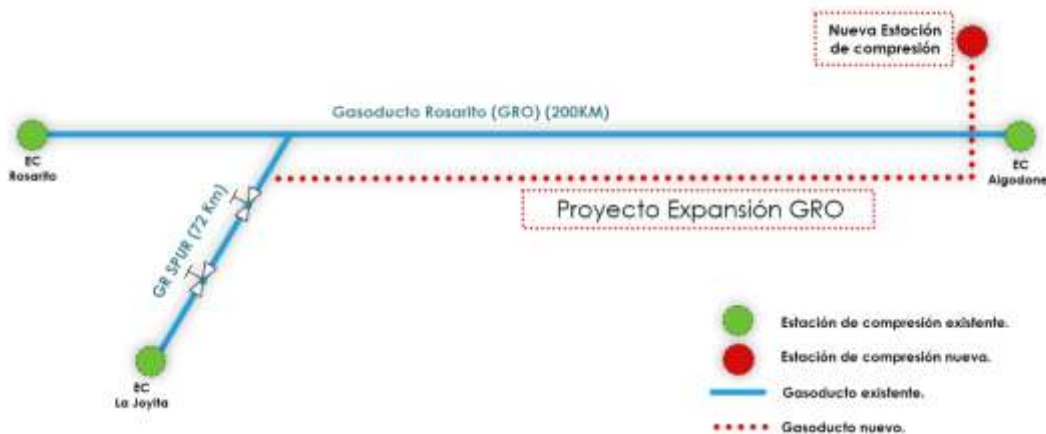 Nueva Estación
de compresión
Gasoducto Rosarito (GRO) (200KM)
EC
Rosarito
EC
Algodone
Proyecto Expansión GRO
GR SPUR (72 Km)
EC
La Joyita
Estación de compresión existente.
Estación de compresión nueva.
Gasoducto existente.
Gasoducto nuevo.